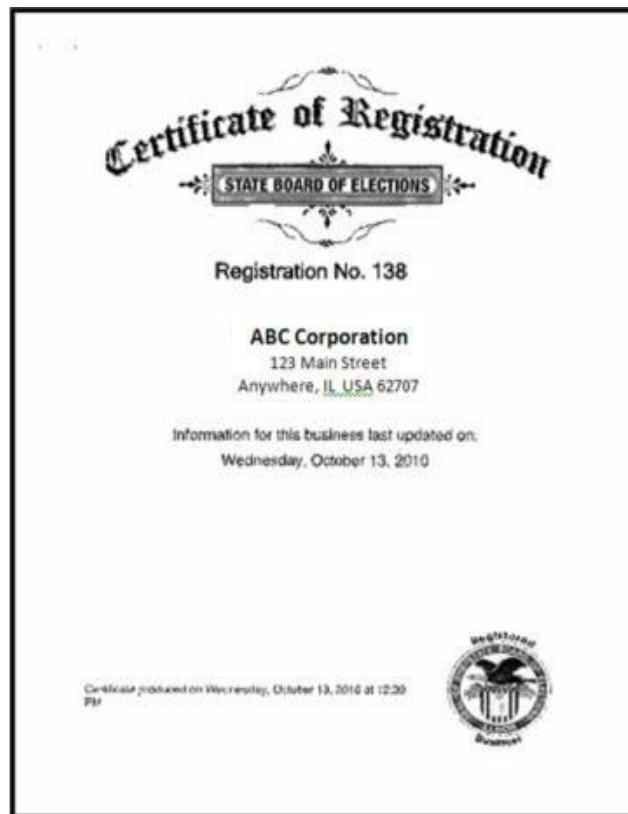 Certificate of Registration
STATE BOARD OF ELECTIONS
Registration No. 138
ABC Corporation
123 Main Street
Anywhere, IL USA 62707
Information for this business last updated on:
Wednesday, October 13, 2010
Certificate produced on Wednesday, October 13, 2010 at 12:30
PM
Registered
Business